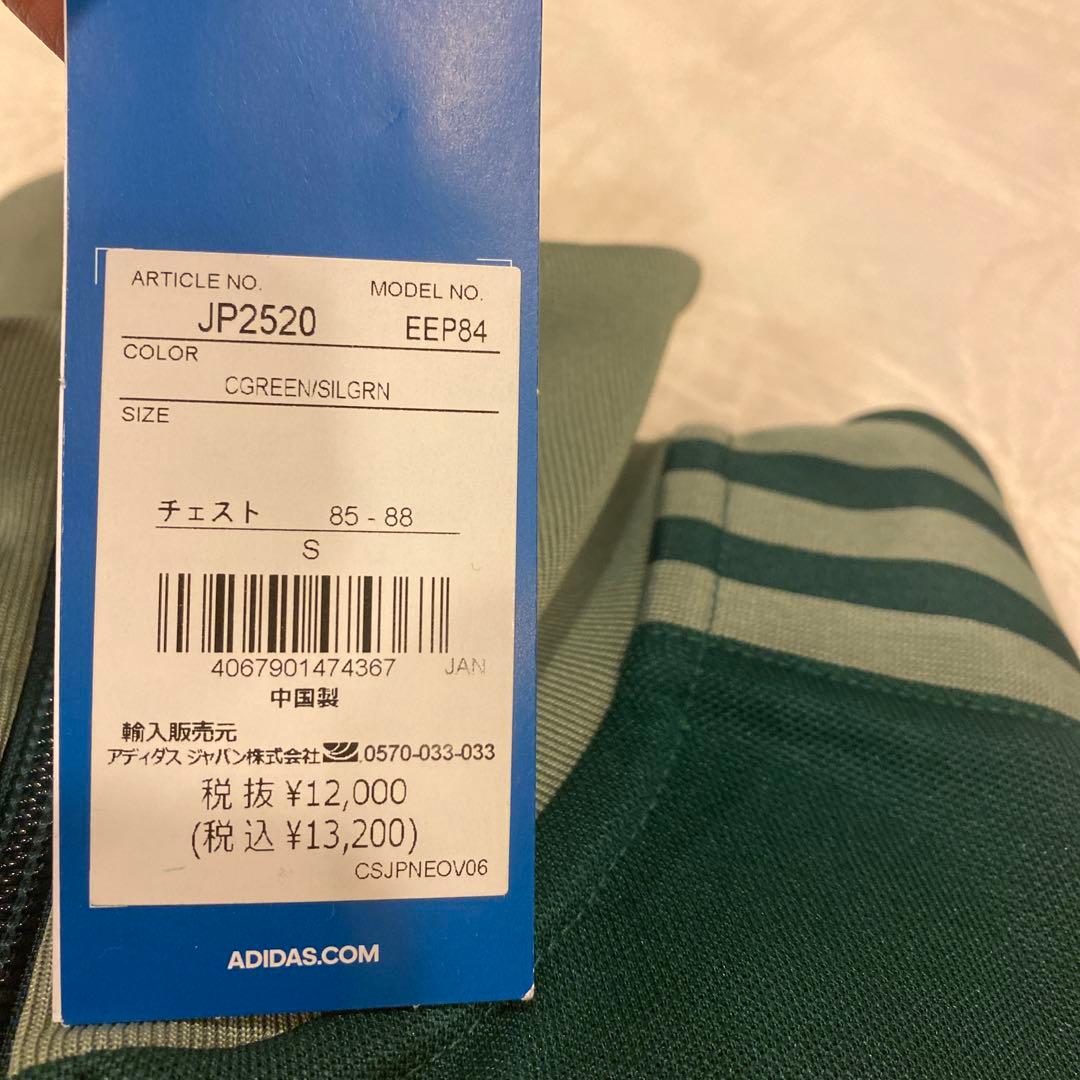 ARTICLE NO. MODEL NO.
JP2520 EEP84
COLOR
CGREEN/SILGRN
SIZE
チェスト 85 - 88
S
4067901474367 JAN
中国製
輸入販売元
アディダス ジャパン株式会社 0570-033-033
税 抜 ¥12,000
(税 込 ¥13,200)
CSJPNEOV06
ADIDAS.COM